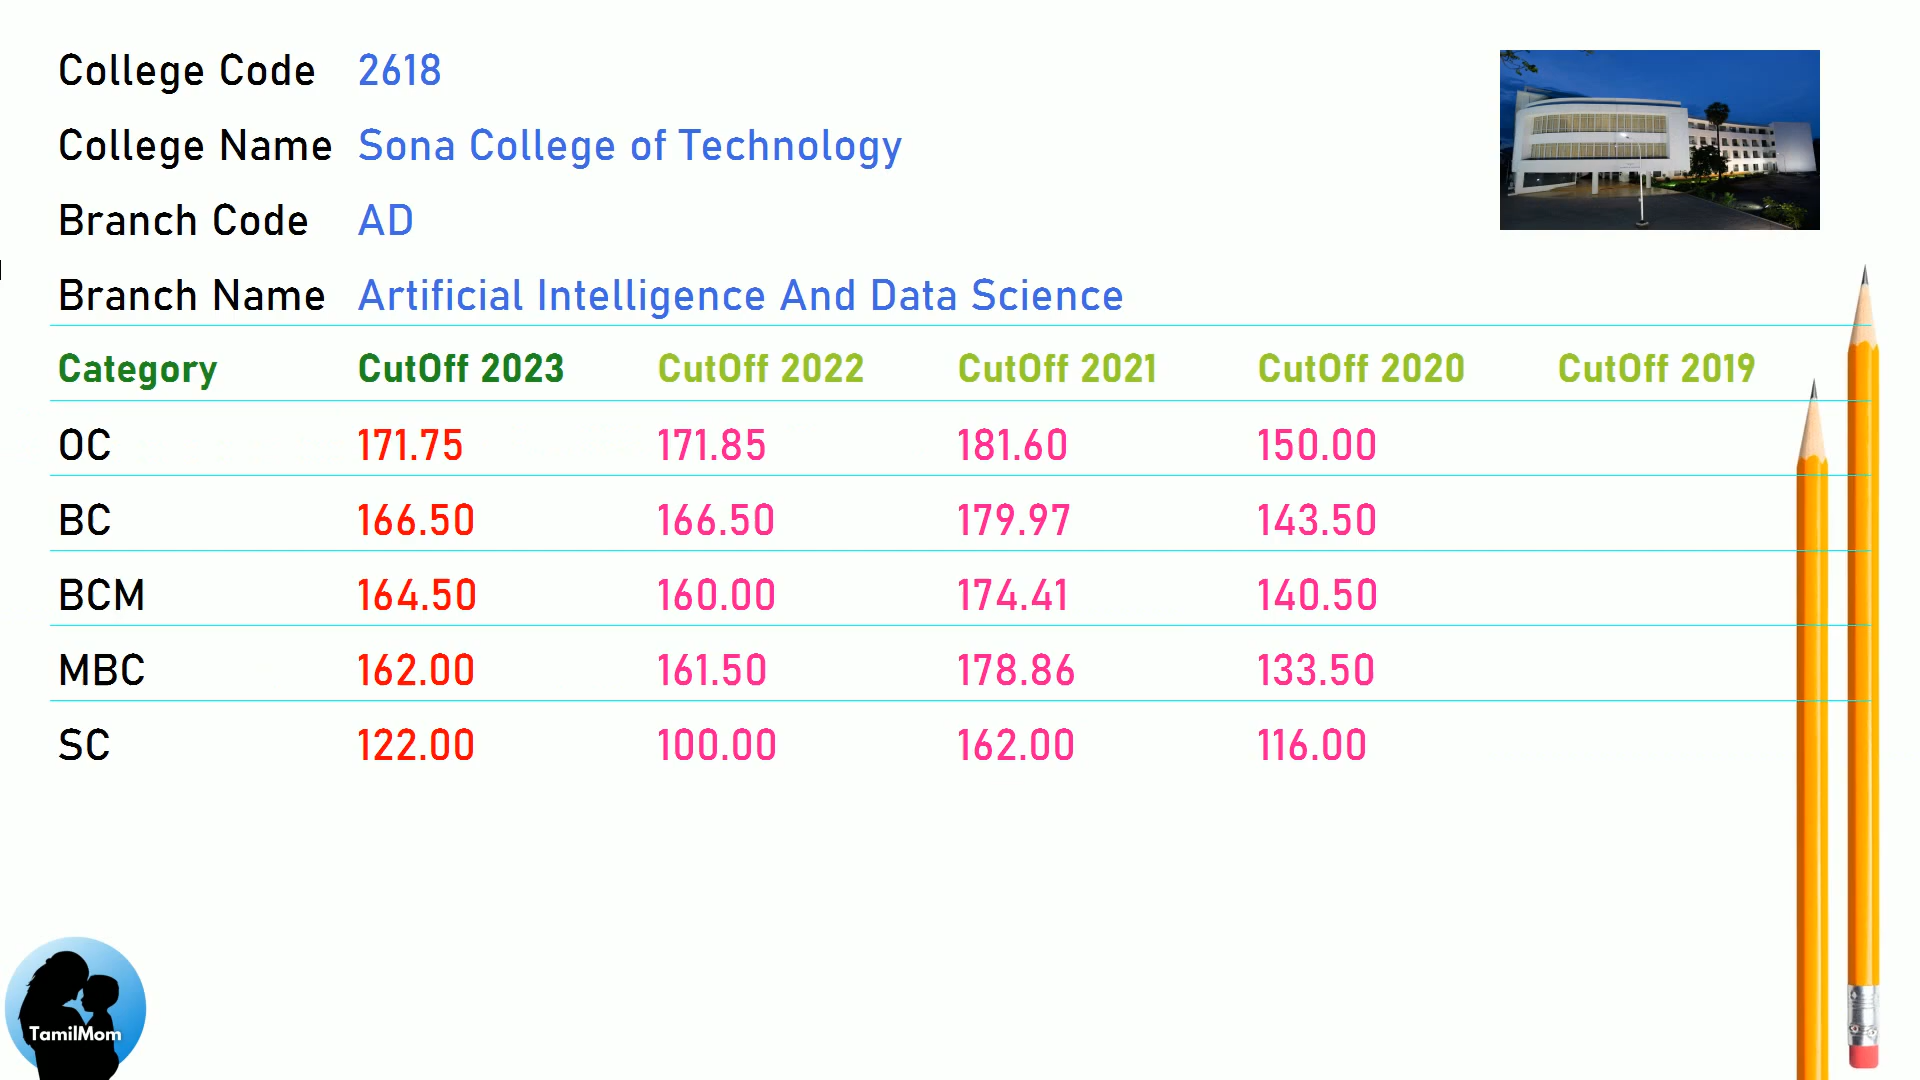 College Code 2618
College Name Sona College of Technology
Branch Code AD
Branch Name Artificial Intelligence And Data Science
Category CutOff 2023 CutOff 2022 CutOff 2021 CutOff 2020 CutOff 2019
OC 171.75 171.85 181.60 150.00
BC 166.50 166.50 179.97 143.50
BCM 164.50 160.00 174.41 140.50
MBC 162.00 161.50 178.86 133.50
SC 122.00 100.00 162.00 116.00
TamilMom